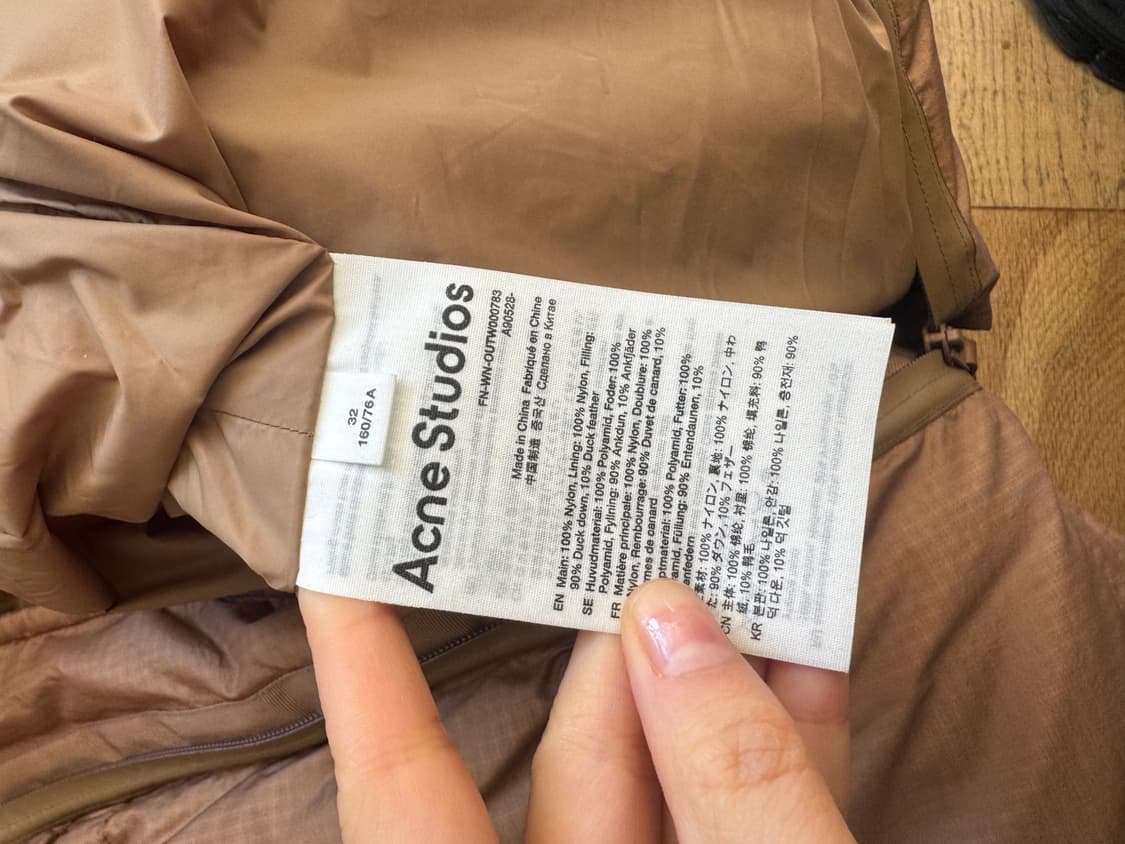 32
160/76 A
Acne Studios
FN-WN-OUTW000783
A90528-
Made in China Fabriqué en Chine
中国制造 중국산 Сделано в Китае
EN Main: 100% Nylon, Lining: 100% Nylon, Filling:
90% Duck down, 10% Duck feather
SE Huvudmaterial: 100% Polyamid, Foder: 100%
Polyamid, Fyllning: 90% Ankdun, 10% Ankfjäder
FR Matière principale: 100% Nylon, Doublure: 100%
Nylon, Rembourrage: 90% Duvet de canard, 10%
mes de canard
ptmaterial: 100% Polyamid, Futter:100%
amid, Füllung: 90% Entendaunen, 10%
enfedern
素材: 100% ナイロン, 裏地: 100% ナイロン, 中わ
た: 90% ダウン, 10% フェザー
CN 主体: 100% 锦纶, 衬里: 100% 锦纶, 填充料: 90% 鸭
绒, 10% 鸭毛
KR 본판: 100% 나일론, 안감: 100% 나일론, 충전재: 90%
덕 다운, 10% 덕 깃털